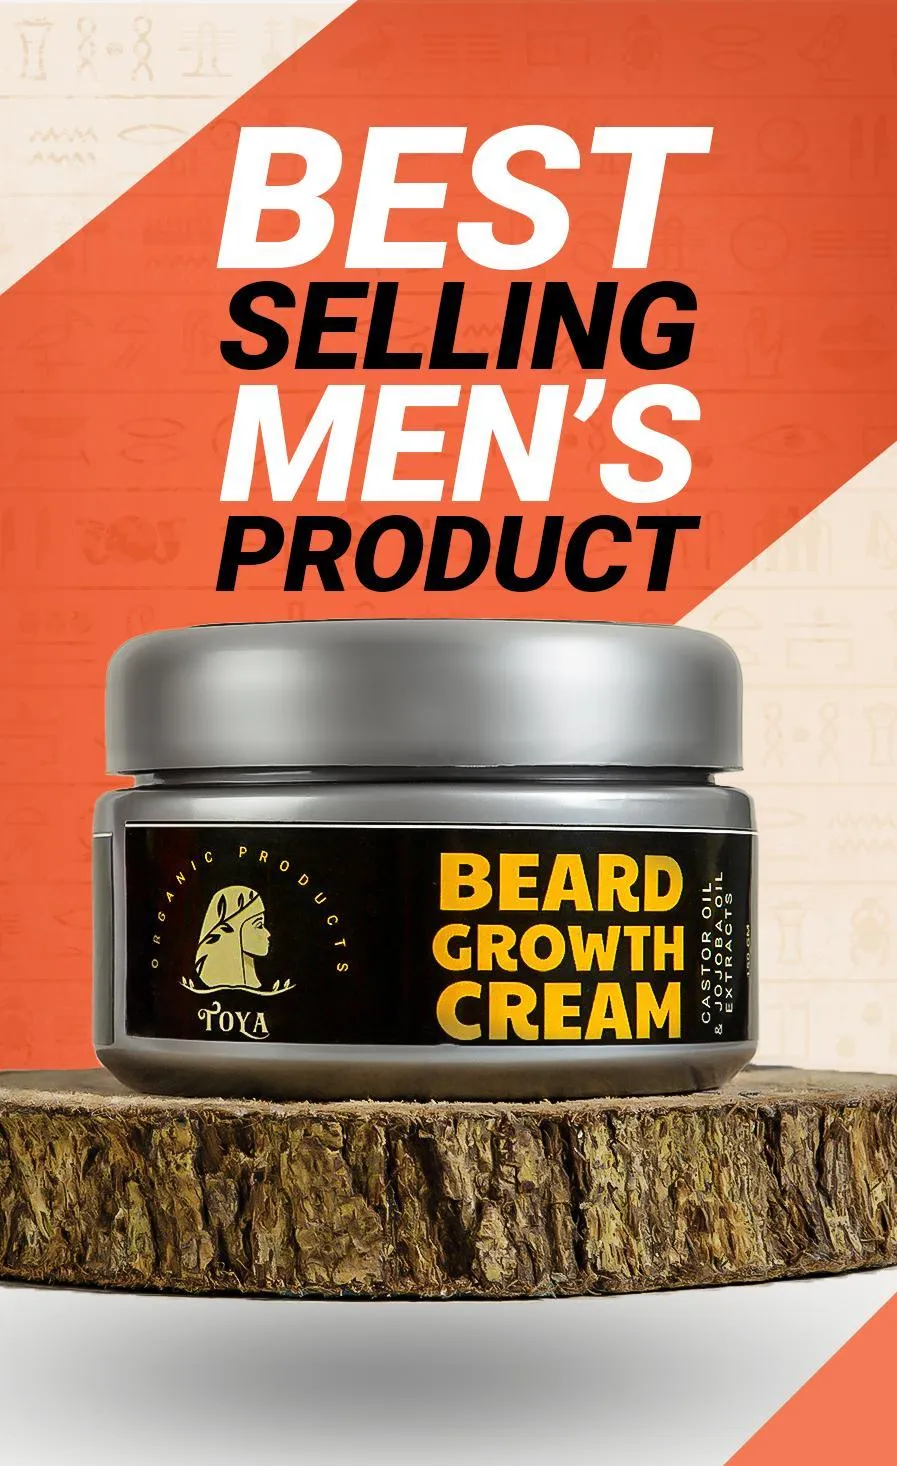 BEST
SELLING
MEN'S
PRODUCT
ORGANIC PRODUCTS
TOYA
BEARD
GROWTH
CREAM
CASTOR OIL
& JOJOBA OIL
EXTRACTS